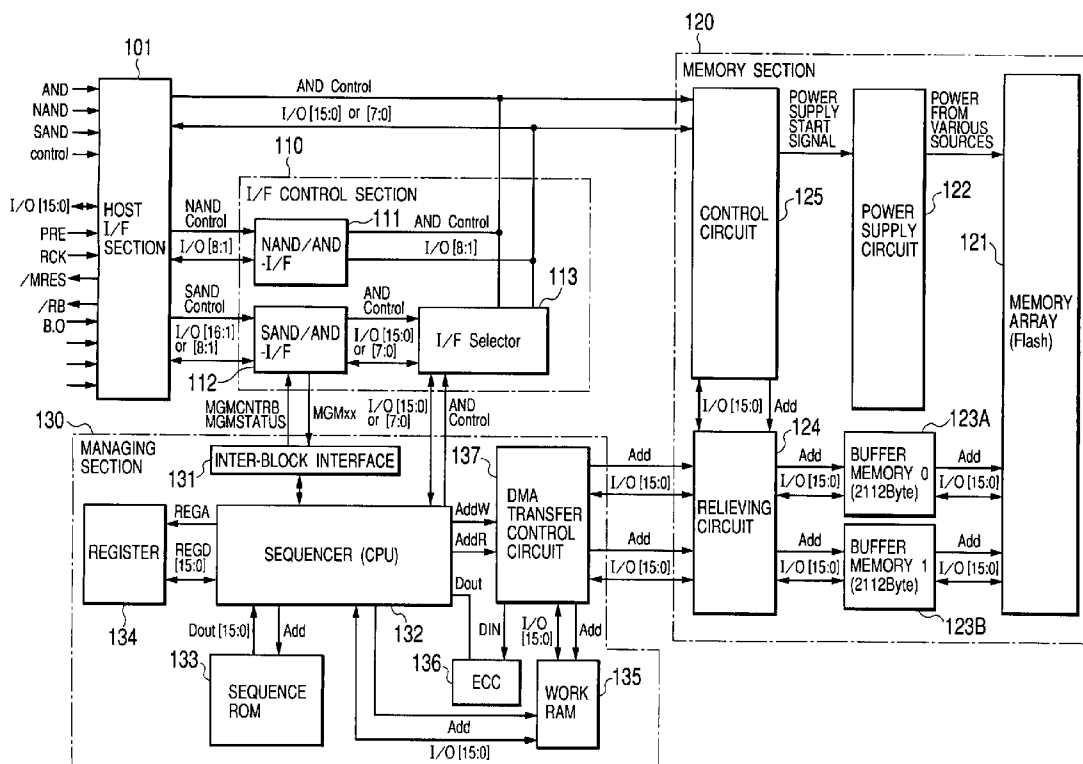 120
101
MEMORY SECTION
AND
NAND
SAND
control
I/O [15:0]
PRE
RCK
/MRES
/RB
B.O
HOST
I/F
SECTION
AND Control
I/O [15:0] or [7:0]
110
I/F CONTROL SECTION
NAND
Control
I/O [8:1]
111
NAND/AND
-I/F
AND Control
I/O [8:1]
SAND
Control
I/O [16:1]
or [8:1]
112
SAND/AND
-I/F
AND
Control
I/O [15:0]
or [7:0]
113
I/F Selector
CONTROL
CIRCUIT
125
POWER
SUPPLY
START
SIGNAL
POWER
SUPPLY
CIRCUIT
122
POWER
FROM
VARIOUS
SOURCES
121
MEMORY
ARRAY
(Flash)
I/O [15:0]
Add
124
RELIEVING
CIRCUIT
Add
I/O [15:0]
123A
BUFFER
MEMORY 0
(2112Byte)
Add
I/O [15:0]
Add
I/O [15:0]
BUFFER
MEMORY 1
(2112Byte)
123B
Add
I/O [15:0]
130
MANAGING
SECTION
MGMCNTRB
MGMSTATUS
MGMxx
I/O [15:0]
or [7:0]
AND
Control
131
INTER-BLOCK INTERFACE
137
DMA
TRANSFER
CONTROL
CIRCUIT
Add
I/O [15:0]
Add
I/O [15:0]
REGISTER
134
REGA
REGD
[15:0]
SEQUENCER (CPU)
132
AddW
AddR
Dout
Dout [15:0]
Add
133
SEQUENCE
ROM
DIN
I/O
[15:0]
Add
136
ECC
135
WORK
RAM
Add
I/O [15:0]